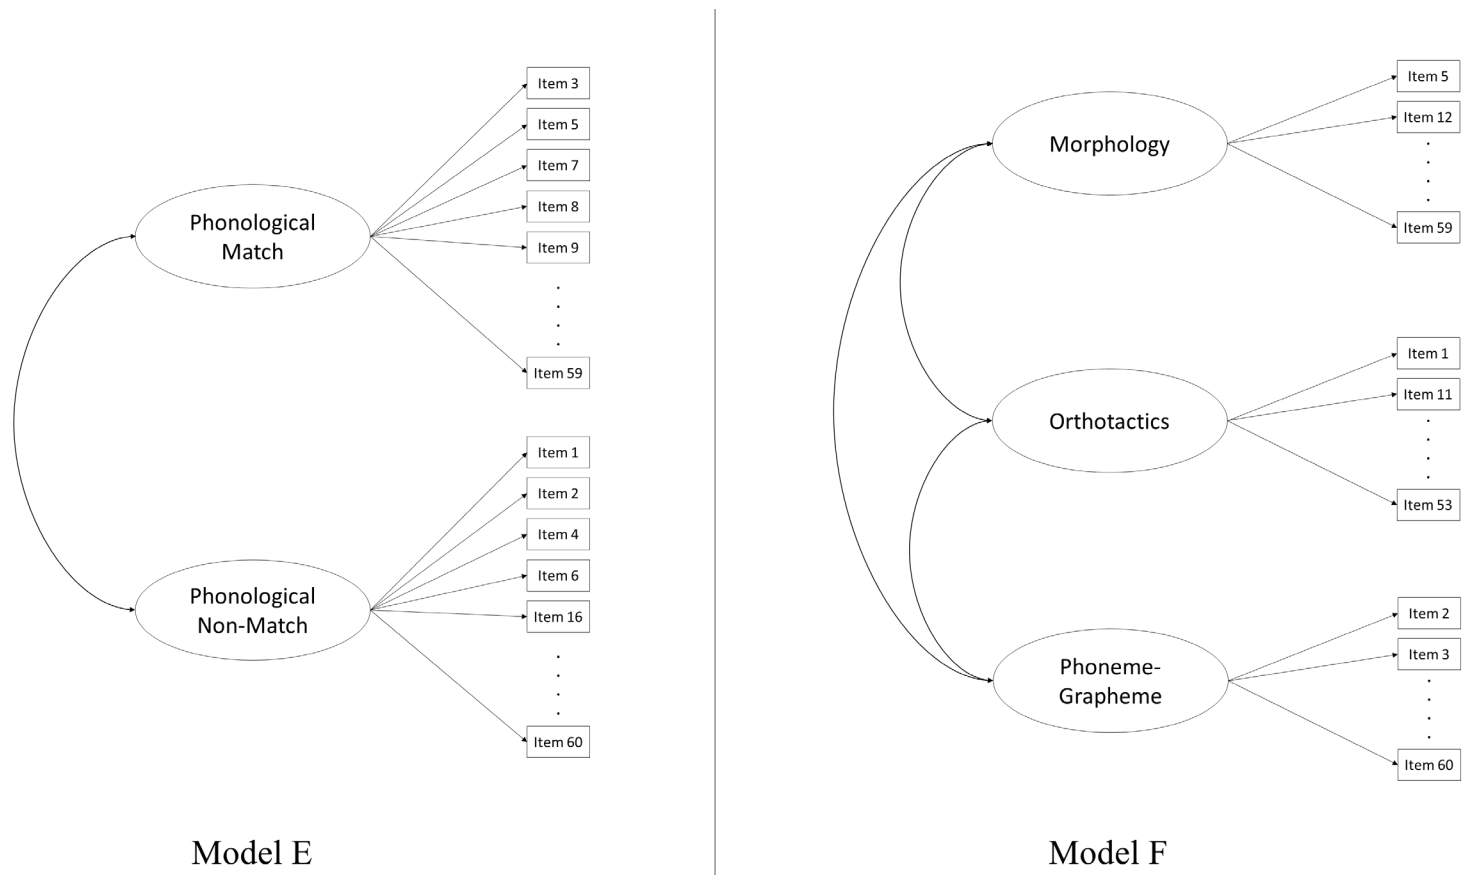 Phonological
Match
Item 3
Item 5
Item 7
Item 8
Item 9
Item 59
Phonological
Non-Match
Item 1
Item 2
Item 4
Item 6
Item 16
Item 60
Model E
Morphology
Item 5
Item 12
Item 59
Orthotactics
Item 1
Item 11
Item 53
Phoneme-
Grapheme
Item 2
Item 3
Item 60
Model F